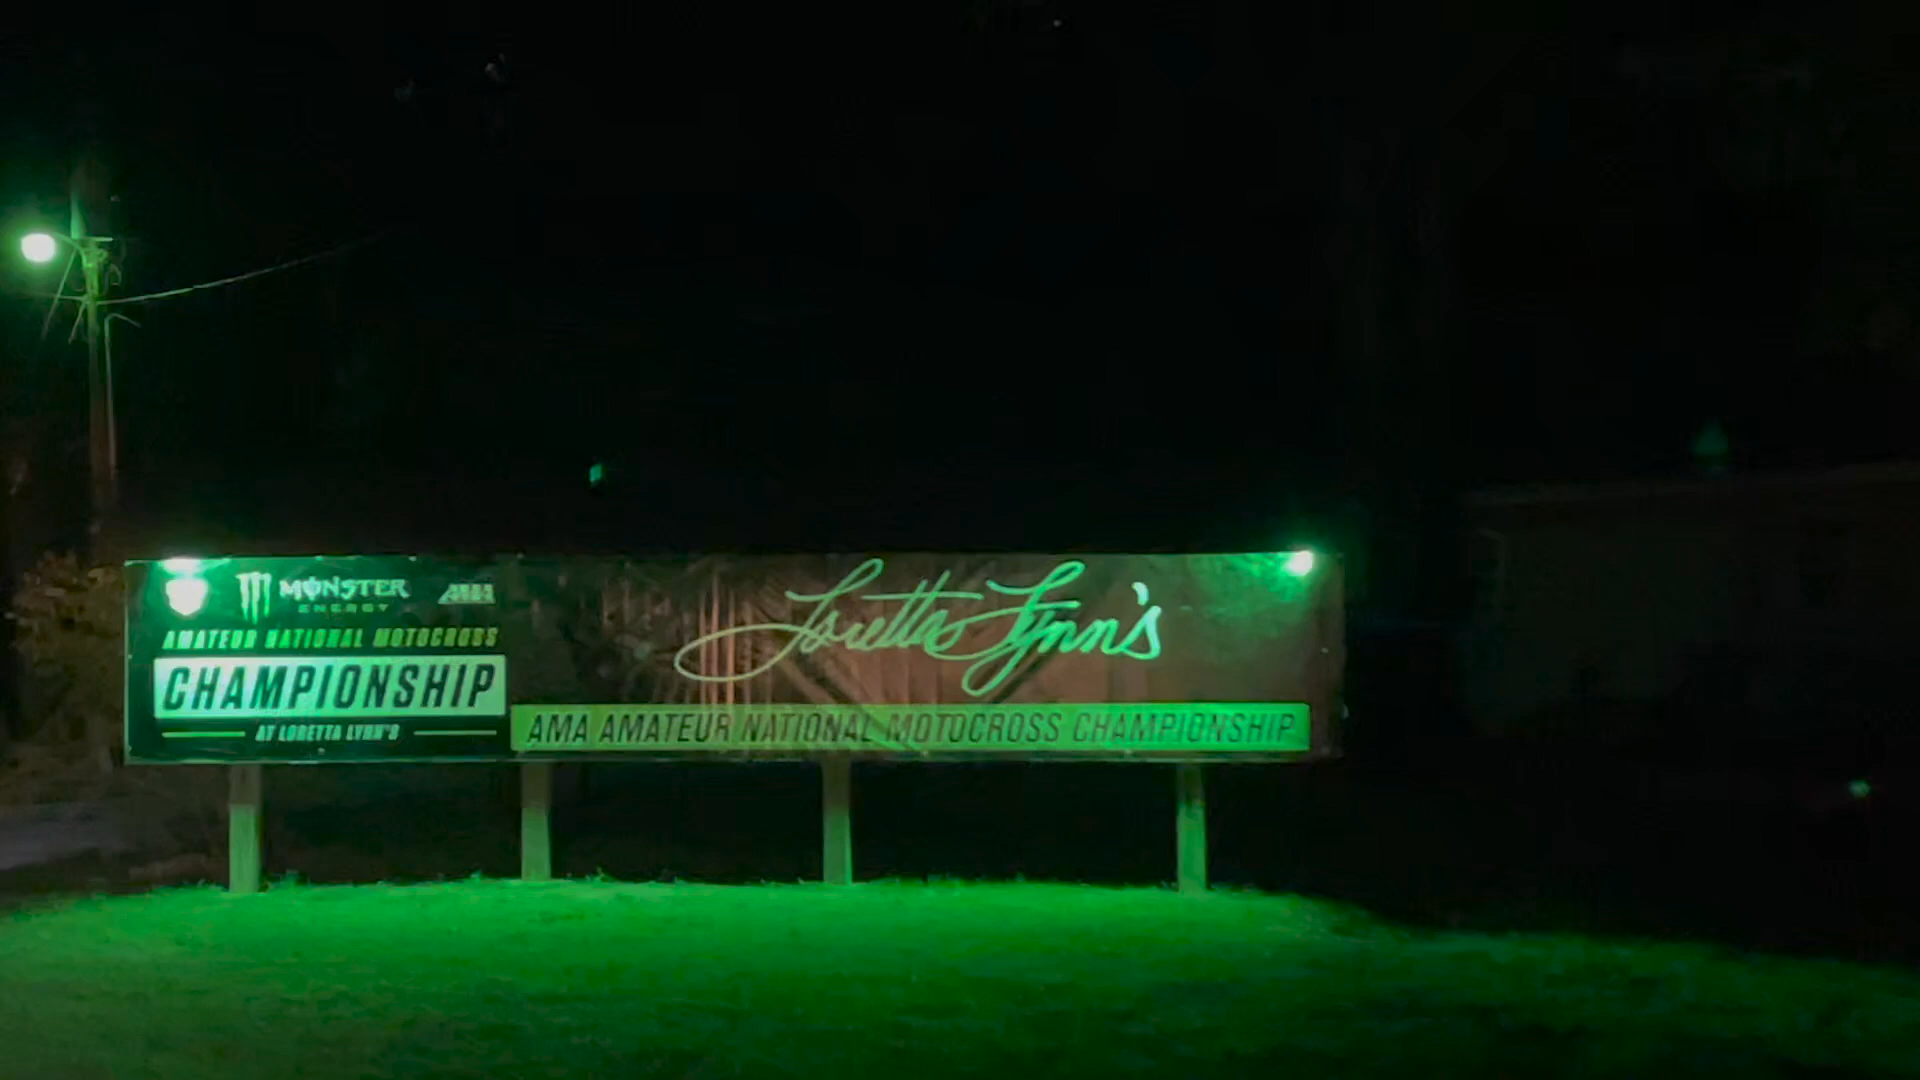 MONSTER
ENERGY
AMA
AMATEUR NATIONAL MOTOCROSS
CHAMPIONSHIP
AT LORETTA LYNN'S
Loretta Lynn's
AMA AMATEUR NATIONAL MOTOCROSS CHAMPIONSHIP